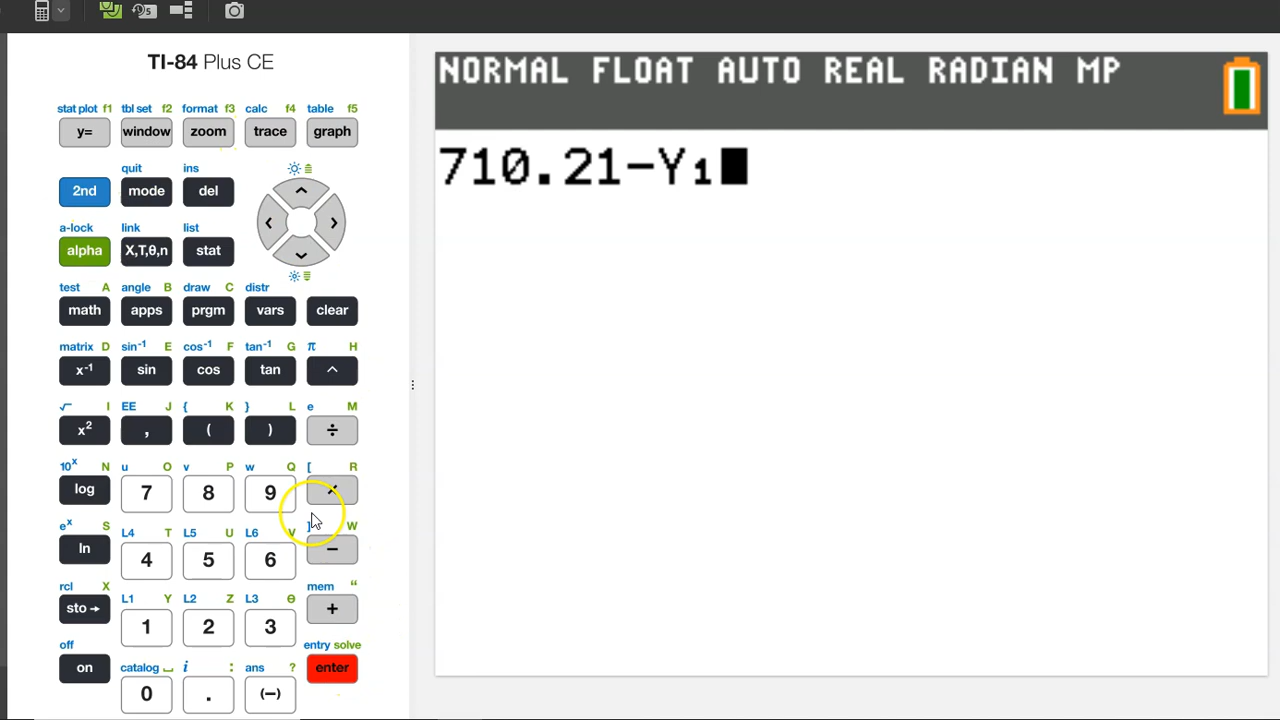 TI-84 Plus CE
NORMAL FLOAT AUTO REAL RADIAN MP
710.21-Y₁
stat plot f1 tbl set f2 format f3 calc f4 table f5
y= window zoom trace graph
quit ins
2nd mode del
a-lock link list
alpha X,T,θ,n stat
test A angle B draw C distr
math apps prgm vars clear
matrix D sin⁻¹ E cos⁻¹ F tan⁻¹ G π H
x⁻¹ sin cos tan ^
√ I EE J { K } L e M
x² , ( ) ÷
10ˣ N u O v P w Q [ R
log 7 8 9 ×
eˣ S L4 T L5 U L6 V ] W
ln 4 5 6 −
rcl X L1 Y L2 Z L3 θ mem “
sto→ 1 2 3 +
off catalog ⎵ i : ans ? entry solve
on 0 . (−) enter